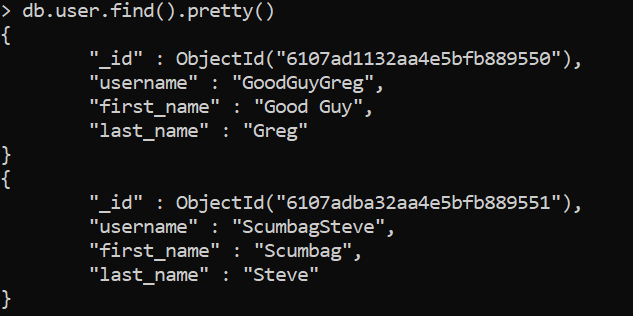 > db.user.find().pretty()
{
        "_id" : ObjectId("6107ad1132aa4e5bfb889550"),
        "username" : "GoodGuyGreg",
        "first_name" : "Good Guy",
        "last_name" : "Greg"
}
{
        "_id" : ObjectId("6107adba32aa4e5bfb889551"),
        "username" : "ScumbagSteve",
        "first_name" : "Scumbag",
        "last_name" : "Steve"
}